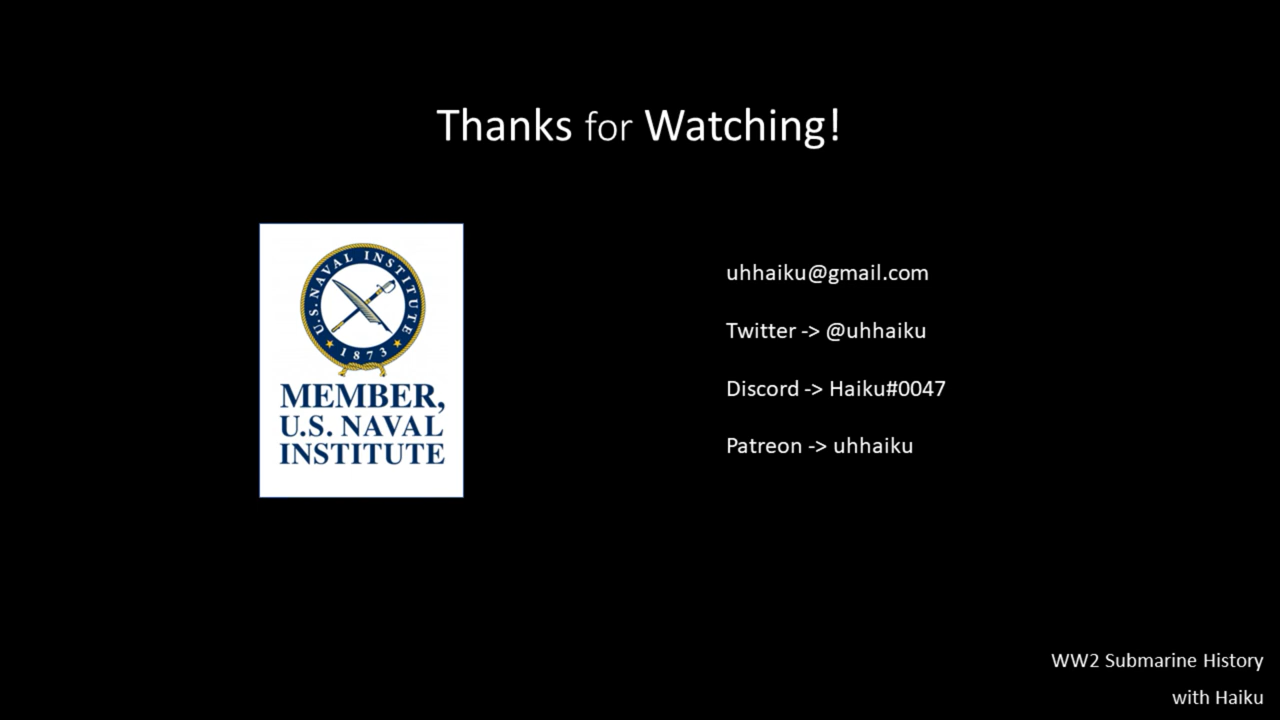 Thanks for Watching!
U.S. NAVAL INSTITUTE
1873
MEMBER,
U.S. NAVAL
INSTITUTE
uhhaiku@gmail.com
Twitter -> @uhhaiku
Discord -> Haiku#0047
Patreon -> uhhaiku
WW2 Submarine History
with Haiku